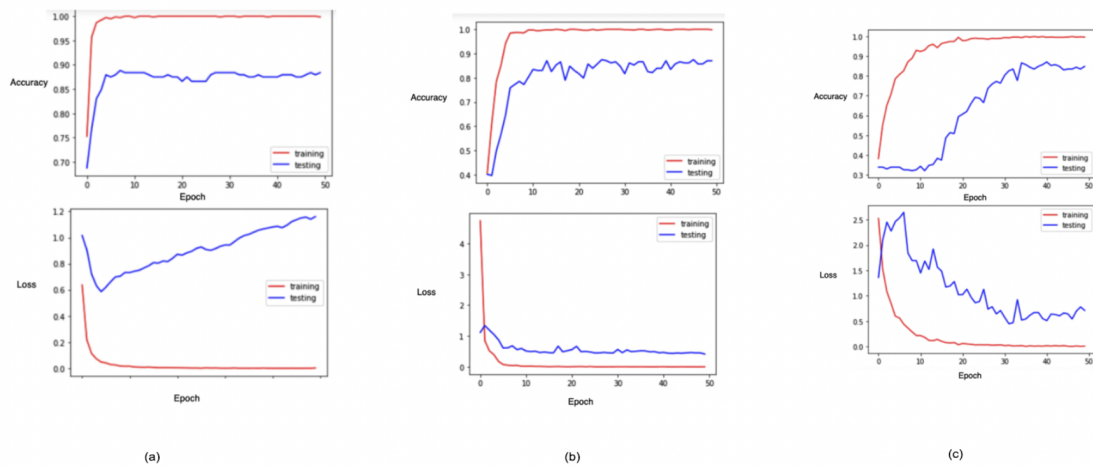 1.00
0.95
0.90
Accuracy
0.85
0.80
0.75
0.70
training
testing
0 10 20 30 40 50
Epoch
1.2
1.0
0.8
0.6
Loss
0.4
0.2
0.0
training
testing
Epoch
(a)
1.0
0.9
0.8
Accuracy
0.7
0.6
0.5
0.4
training
testing
0 10 20 30 40 50
Epoch
training
testing
4
3
Loss
2
1
0
0 10 20 30 40 50
Epoch
(b)
1.0
0.9
0.8
Accuracy
0.7
0.6
0.5
0.4
0.3
training
testing
0 10 20 30 40 50
Epoch
training
testing
2.5
2.0
1.5
Loss
1.0
0.5
0.0
0 10 20 30 40 50
Epoch
(c)